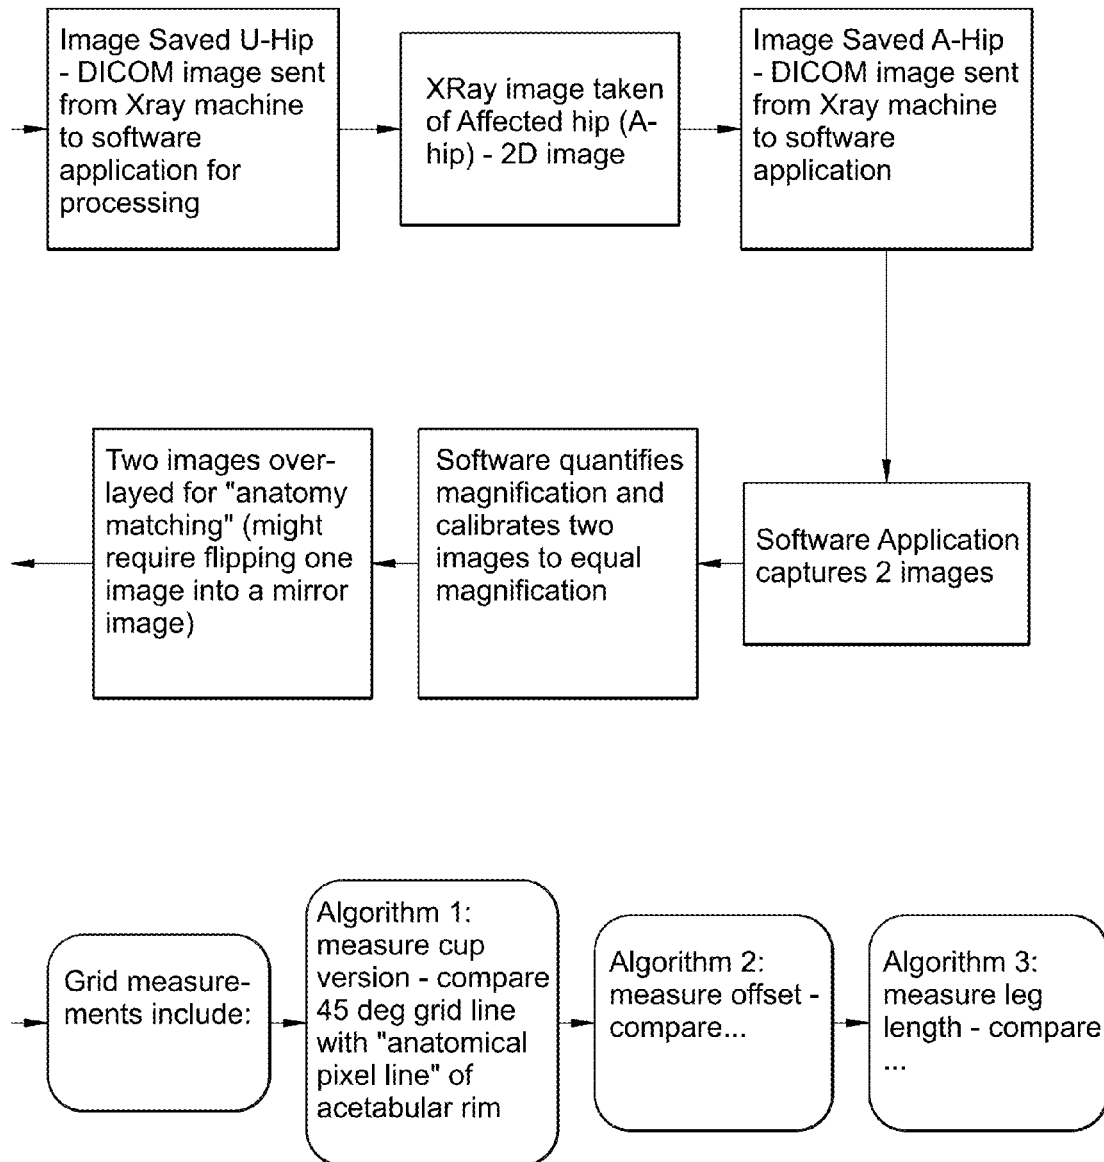 Image Saved U-Hip
- DICOM image sent
from Xray machine
to software
application for
processing
XRay image taken
of Affected hip (A-
hip) - 2D image
Image Saved A-Hip
- DICOM image sent
from Xray machine
to software
application
Software Application
captures 2 images
Software quantifies
magnification and
calibrates two
images to equal
magnification
Two images over-
layed for "anatomy
matching" (might
require flipping one
image into a mirror
image)
Grid measure-
ments include:
Algorithm 1:
measure cup
version - compare
45 deg grid line
with "anatomical
pixel line" of
acetabular rim
Algorithm 2:
measure offset -
compare...
Algorithm 3:
measure leg
length - compare
...